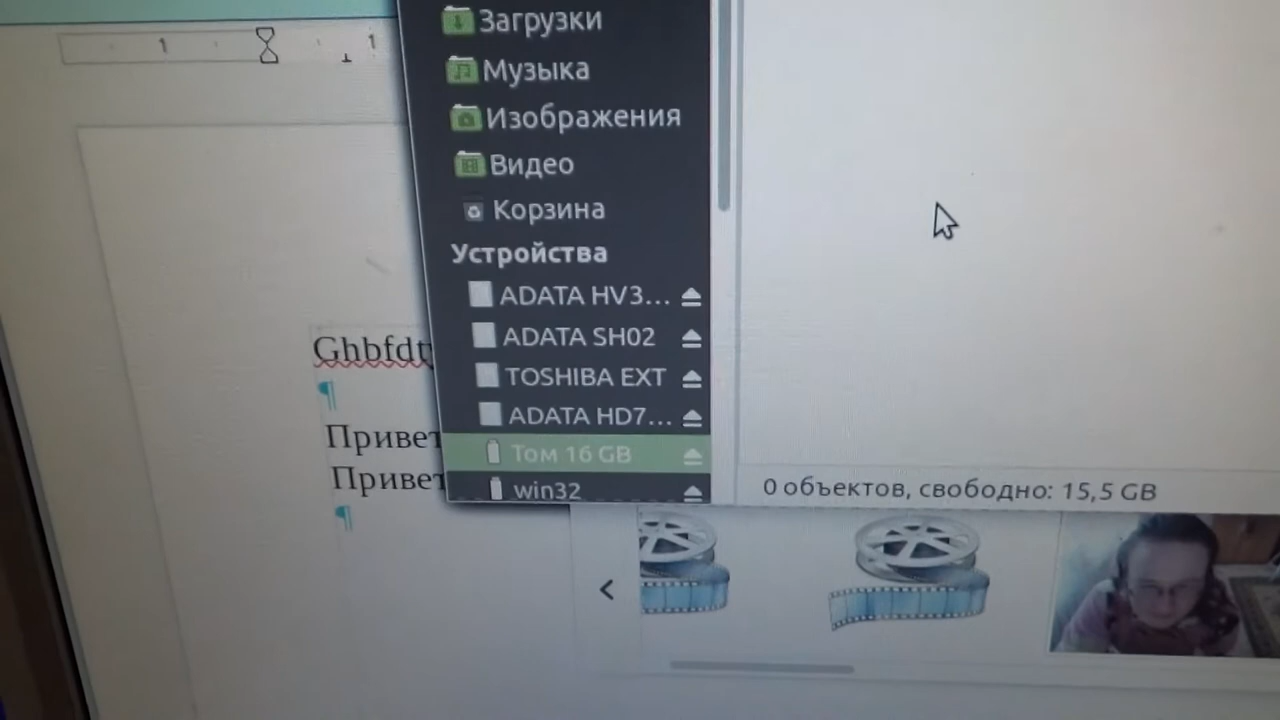 1
1
Загрузки
Музыка
Изображения
Видео
Корзина
Устройства
ADATA HV3...
ADATA SH02
TOSHIBA EXT
ADATA HD7...
Том 16 GB
win32
0 объектов, свободно: 15,5 GB
Ghbfdt
¶
Привет
Привет
¶